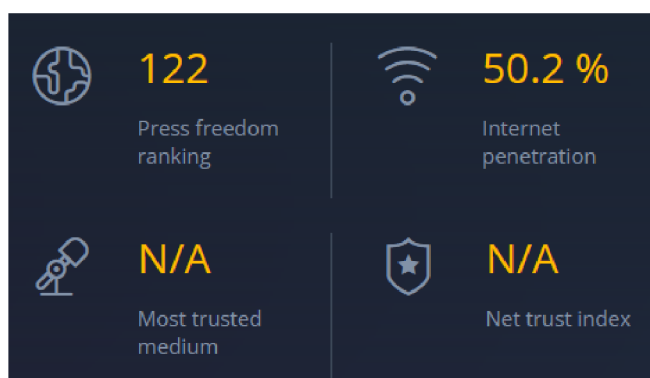 122
Press freedom
ranking
50.2 %
Internet
penetration
N/A
Most trusted
medium
N/A
Net trust index